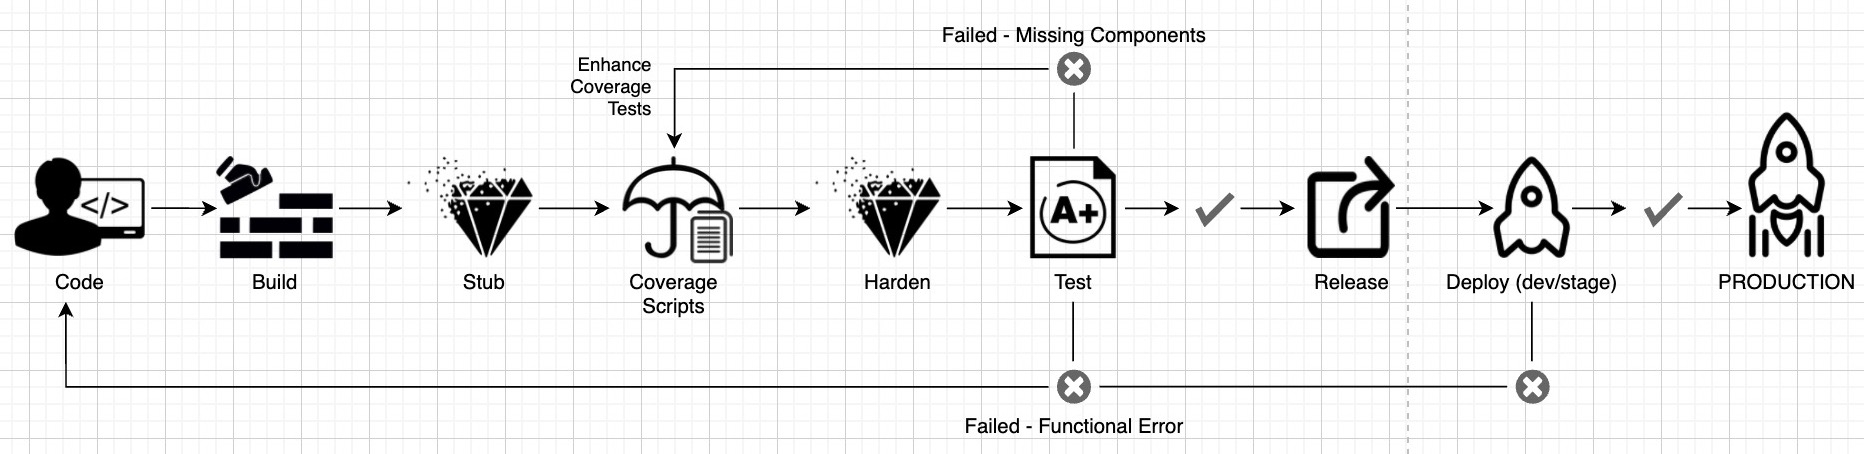 Failed - Missing Components
Enhance
Coverage
Tests
</>
A+
Code
Build
Stub
Coverage
Scripts
Harden
Test
Release
Deploy (dev/stage)
PRODUCTION
Failed - Functional Error